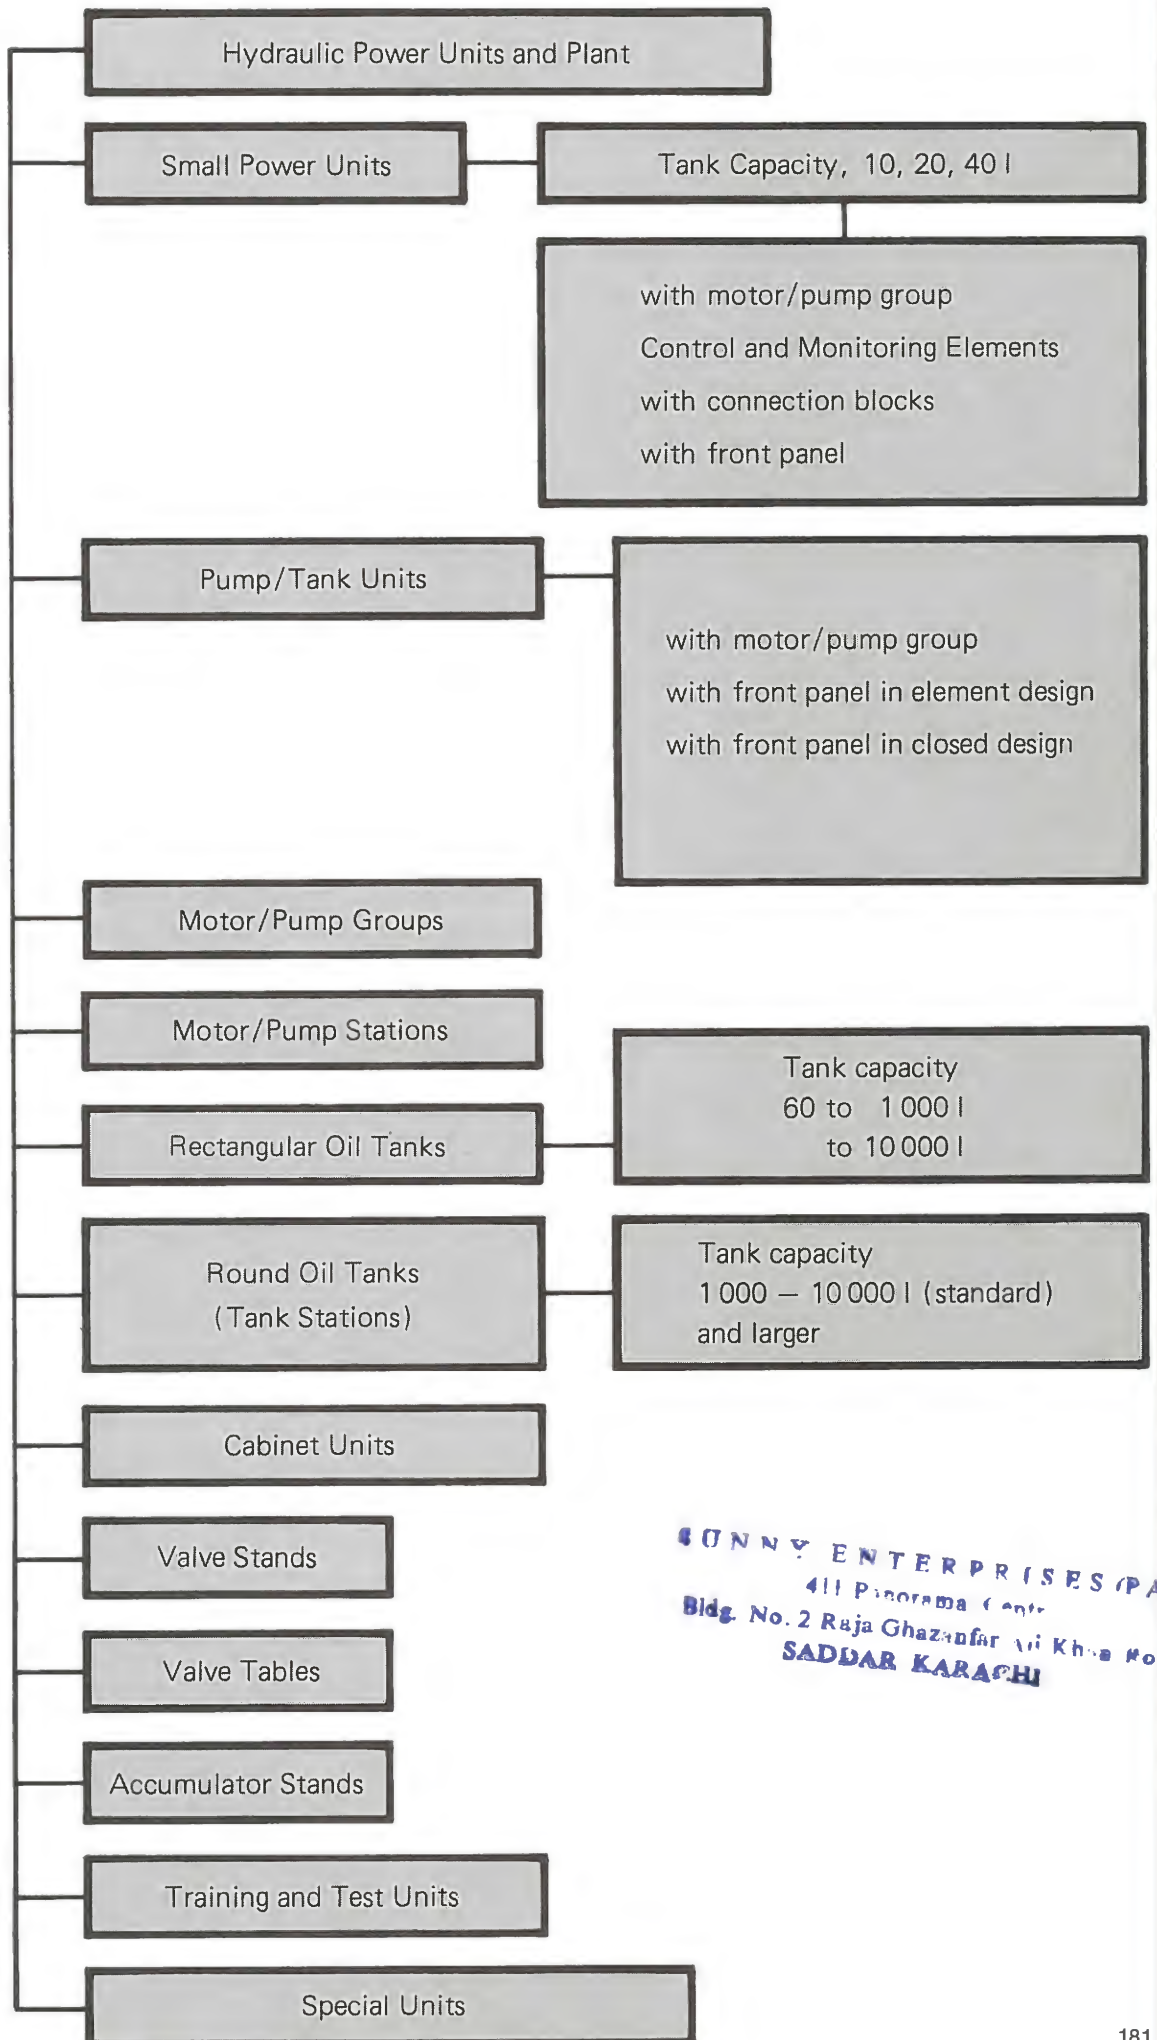 Hydraulic Power Units and Plant
Small Power Units
Tank Capacity, 10, 20, 40 l
with motor/pump group
Control and Monitoring Elements
with connection blocks
with front panel
Pump/Tank Units
with motor/pump group
with front panel in element design
with front panel in closed design
Motor/Pump Groups
Motor/Pump Stations
Rectangular Oil Tanks
Tank capacity
60 to 1 000 l
to 10 000 l
Round Oil Tanks
(Tank Stations)
Tank capacity
1 000 — 10 000 l (standard)
and larger
Cabinet Units
Valve Stands
SUNNY ENTERPRISES (PA
411 Panorama
Bldg. No. 2 Raja Ghazanfar
SADDAR KARACHI
Valve Tables
Accumulator Stands
Training and Test Units
Special Units
181